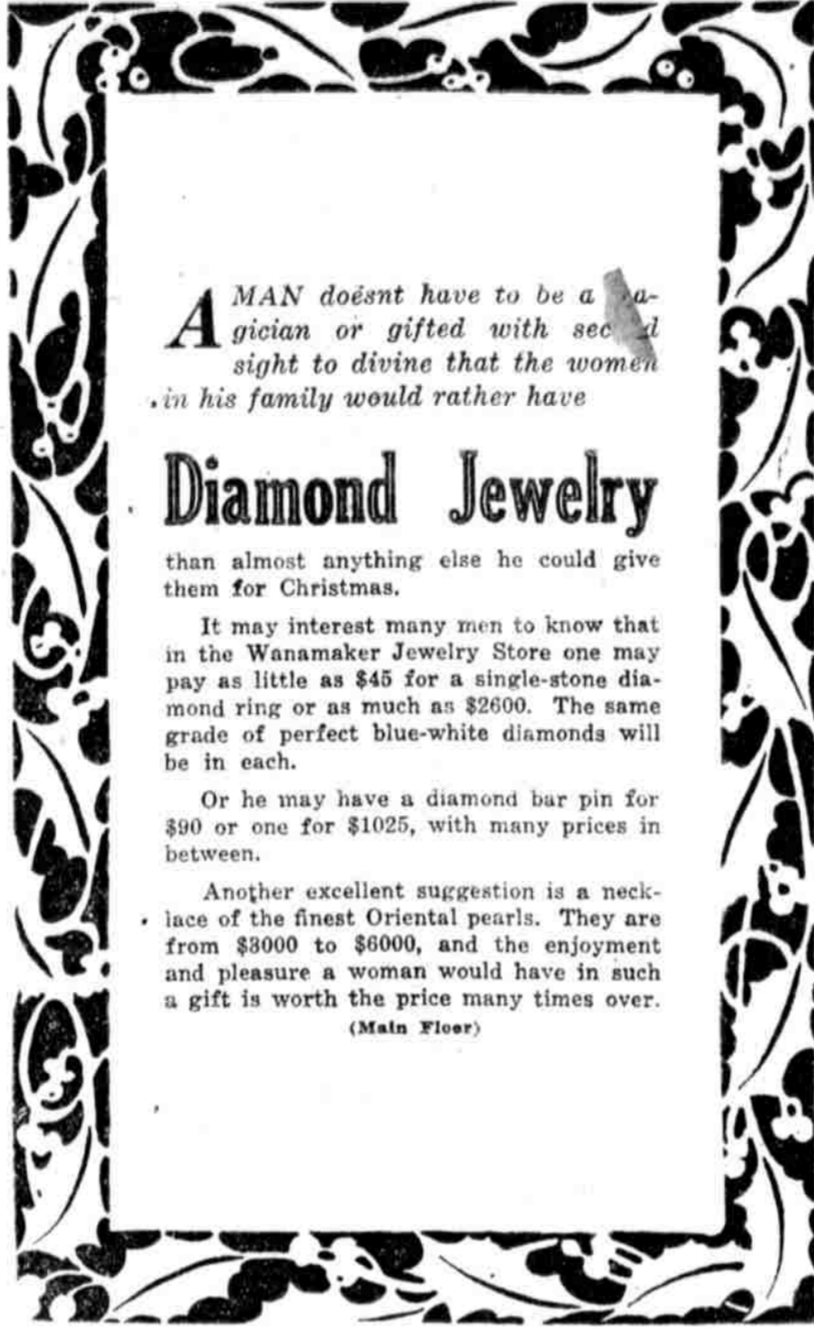 A MAN doesnt have to be a
gician or gifted with
sight to divine that the women
in his family would rather have
Diamond Jewelry
than almost anything else he could give
them for Christmas.
It may interest many men to know that
in the Wanamaker Jewelry Store one may
pay as little as $45 for a single-stone dia-
mond ring or as much as $2600. The same
grade of perfect blue-white diamonds will
be in each.
Or he may have a diamond bar pin for
$90 or one for $1025, with many prices in
between.
Another excellent suggestion is a neck-
lace of the finest Oriental pearls. They are
from $3000 to $6000, and the enjoyment
and pleasure a woman would have in such
a gift is worth the price many times over.
(Main Floor)